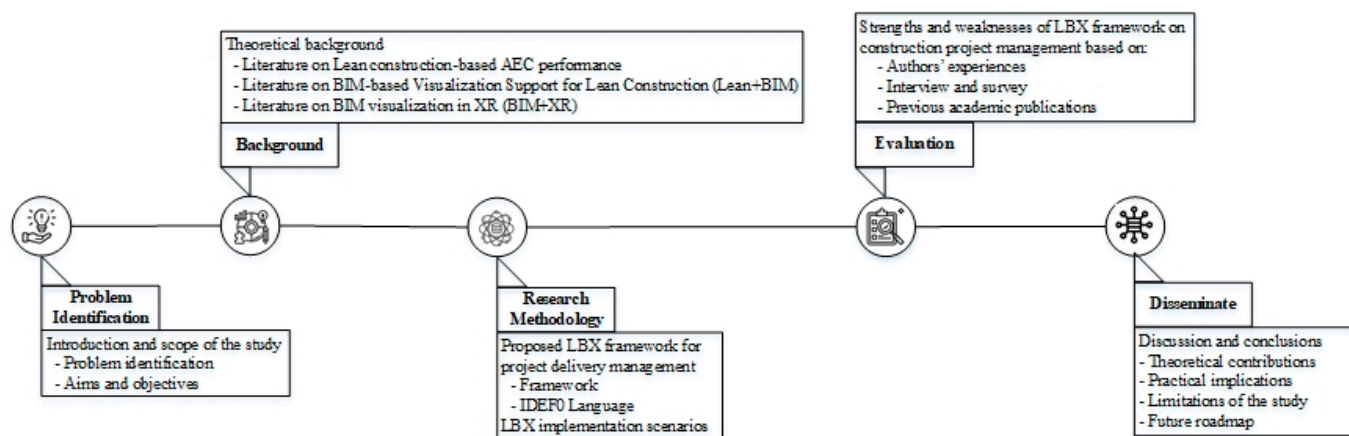 Problem
Identification
Introduction and scope of the study
- Problem identification
- Aims and objectives
Theoretical background
- Literature on Lean construction-based AEC performance
- Literature on BIM-based Visualization Support for Lean Construction (Lean+BIM)
- Literature on BIM visualization in XR (BIM+XR)
Background
Research
Methodology
Proposed LBX framework for
project delivery management
- Framework
- IDEF0 Language
LBX implementation scenarios
Strengths and weaknesses of LBX framework on
construction project management based on:
- Authors' experiences
- Interview and survey
- Previous academic publications
Evaluation
Disseminate
Discussion and conclusions
- Theoretical contributions
- Practical implications
- Limitations of the study
- Future roadmap